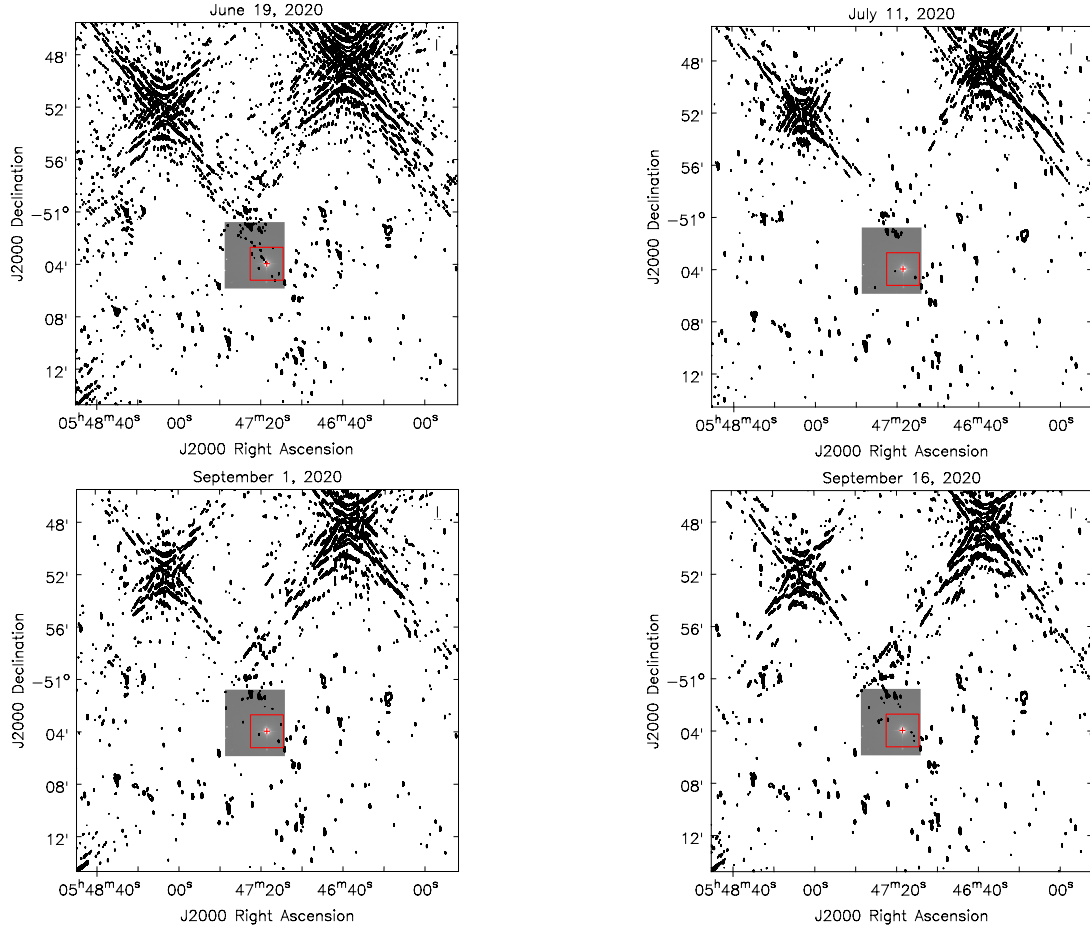 June 19, 2020
48'
52'
56'
−51°
04'
08'
12'
J2000 Declination
05ʰ48ᵐ40ˢ 00ˢ 47ᵐ20ˢ 46ᵐ40ˢ 00ˢ
J2000 Right Ascension
July 11, 2020
48'
52'
56'
−51°
04'
08'
12'
J2000 Declination
05ʰ48ᵐ40ˢ 00ˢ 47ᵐ20ˢ 46ᵐ40ˢ 00ˢ
J2000 Right Ascension
September 1, 2020
48'
52'
56'
−51°
04'
08'
12'
J2000 Declination
05ʰ48ᵐ40ˢ 00ˢ 47ᵐ20ˢ 46ᵐ40ˢ 00ˢ
J2000 Right Ascension
September 16, 2020
48'
52'
56'
−51°
04'
08'
12'
J2000 Declination
05ʰ48ᵐ40ˢ 00ˢ 47ᵐ20ˢ 46ᵐ40ˢ 00ˢ
J2000 Right Ascension